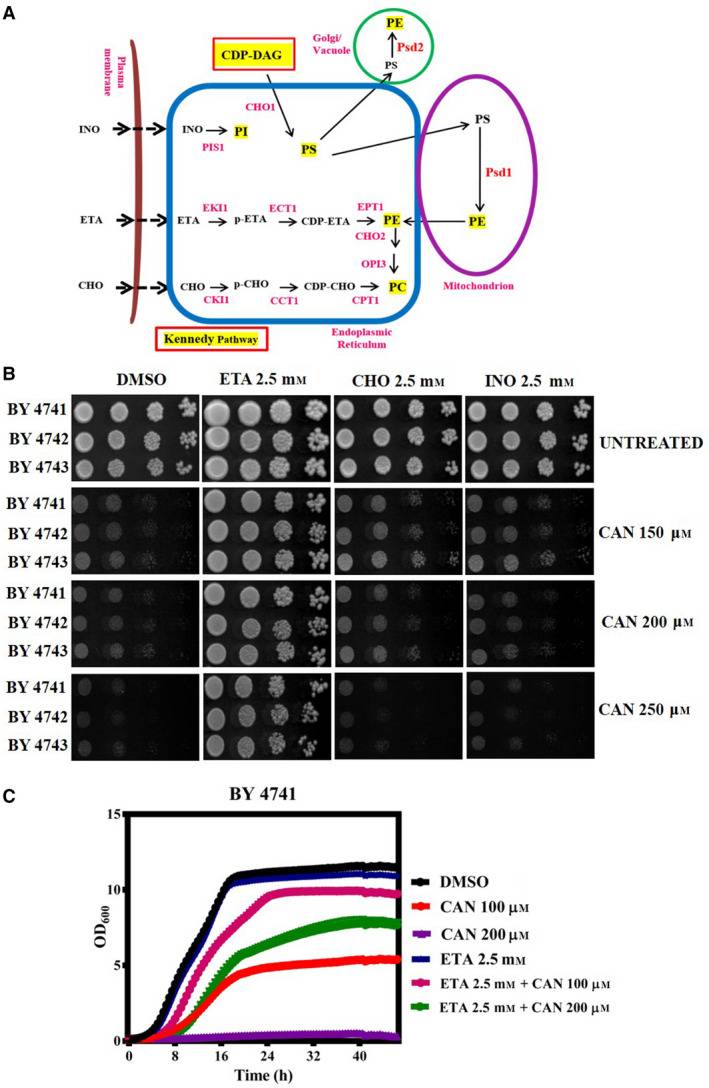 A
Golgi/
Vacuole
PE
Psd2
PS
CDP-DAG
Plasma
membrane
CHO1
INO
INO
PI
PIS1
PS
PS
Psd1
ETA
ETA
EKI1
p-ETA
ECT1
CDP-ETA
EPT1
PE
PE
CHO2
OPI3
CHO
CHO
CKI1
p-CHO
CCT1
CDP-CHO
CPT1
PC
Mitochondrion
Kennedy Pathway
Endoplasmic
Reticulum
B
DMSO ETA 2.5 mM CHO 2.5 mM INO 2.5 mM
BY 4741
BY 4742
BY 4743
UNTREATED
BY 4741
BY 4742
BY 4743
CAN 150 µM
BY 4741
BY 4742
BY 4743
CAN 200 µM
BY 4741
BY 4742
BY 4743
CAN 250 µM
C
BY 4741
15
10
5
0
OD600
0 8 16 24 32 40
Time (h)
DMSO
CAN 100 µM
CAN 200 µM
ETA 2.5 mM
ETA 2.5 mM + CAN 100 µM
ETA 2.5 mM + CAN 200 µM